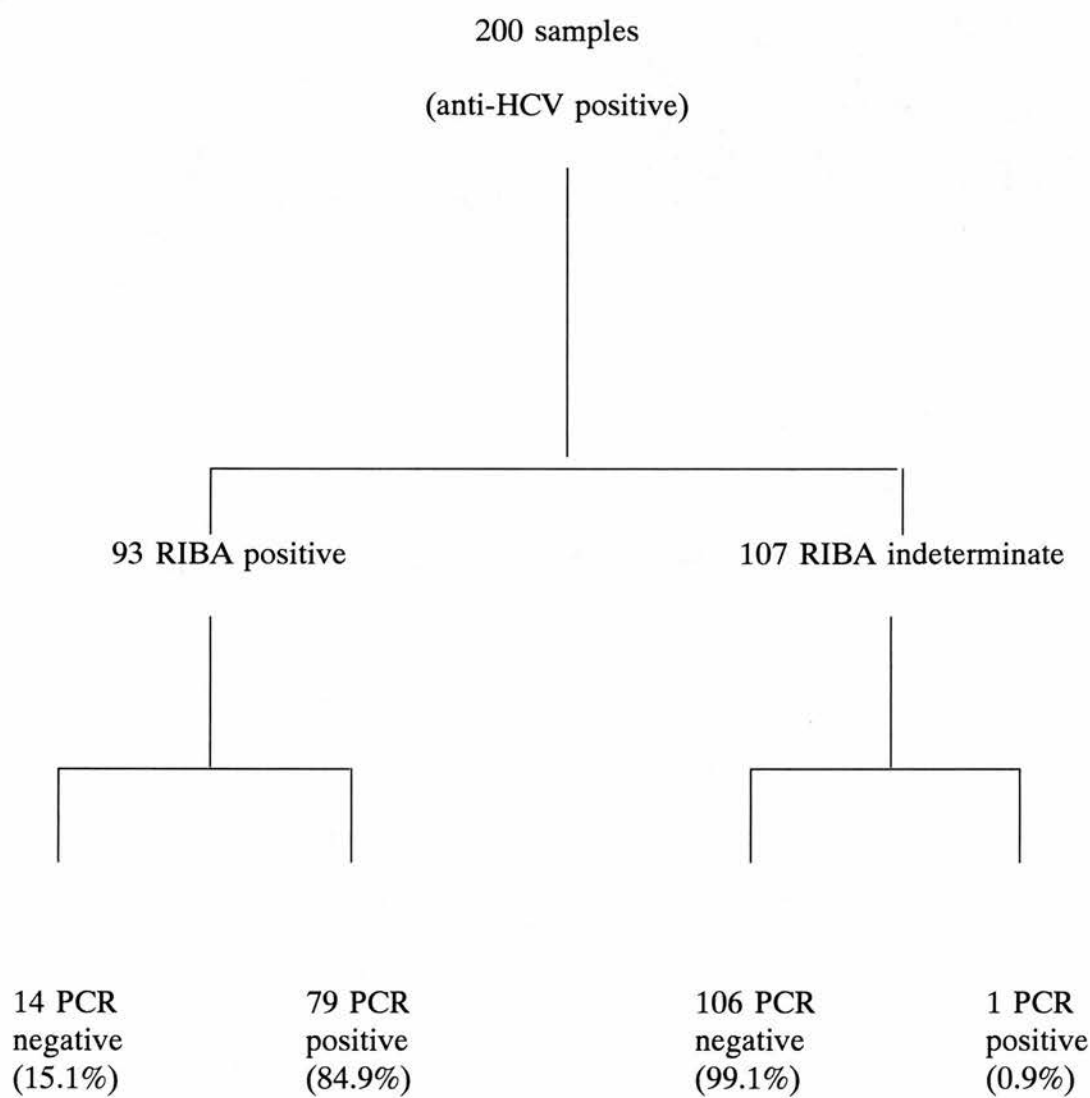 200 samples
(anti-HCV positive)
93 RIBA positive
107 RIBA indeterminate
14 PCR
negative
(15.1%)
79 PCR
positive
(84.9%)
106 PCR
negative
(99.1%)
1 PCR
positive
(0.9%)